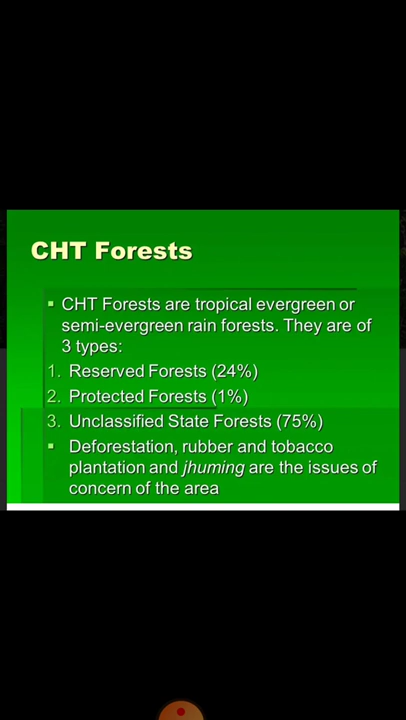 CHT Forests
▪ CHT Forests are tropical evergreen or
semi-evergreen rain forests. They are of
3 types:
1. Reserved Forests (24%)
2. Protected Forests (1%)
3. Unclassified State Forests (75%)
▪ Deforestation, rubber and tobacco
plantation and jhuming are the issues of
concern of the area